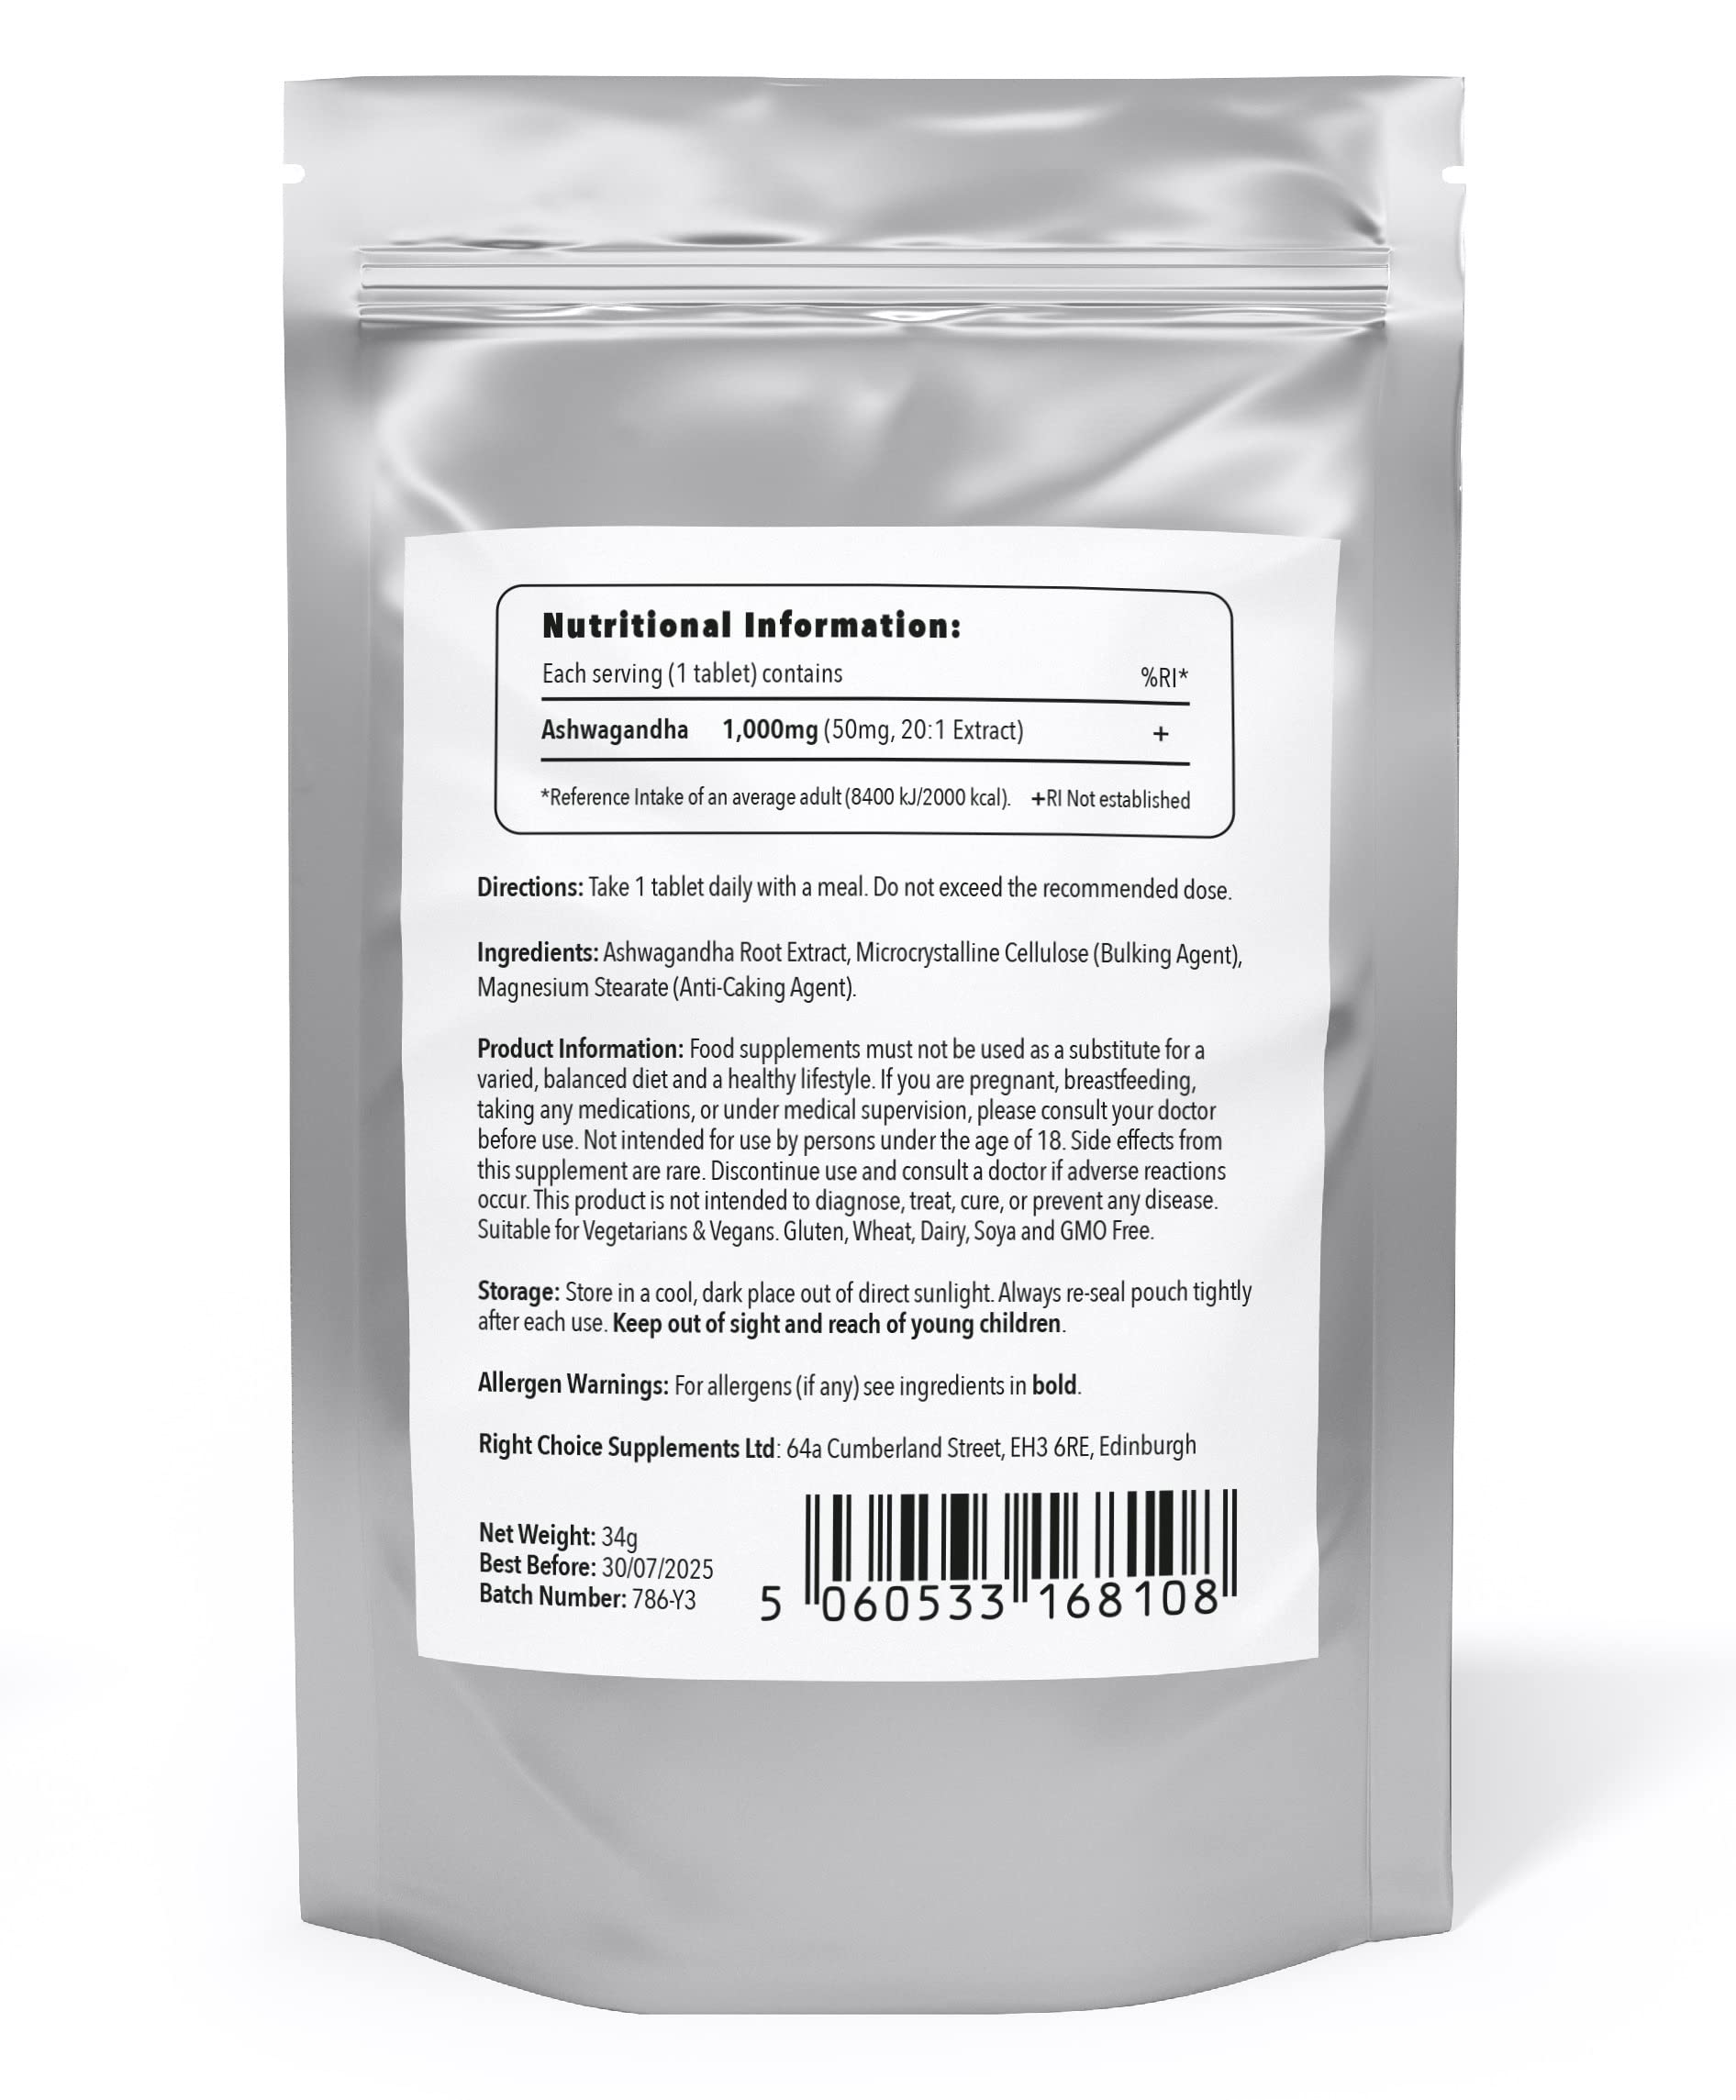 Nutritional Information:
Each serving (1 tablet) contains %RI*
Ashwagandha 1,000mg (50mg, 20:1 Extract) +
*Reference Intake of an average adult (8400 kJ/2000 kcal). +RI Not established
Directions: Take 1 tablet daily with a meal. Do not exceed the recommended dose.
Ingredients: Ashwagandha Root Extract, Microcrystalline Cellulose (Bulking Agent),
Magnesium Stearate (Anti-Caking Agent).
Product Information: Food supplements must not be used as a substitute for a
varied, balanced diet and a healthy lifestyle. If you are pregnant, breastfeeding,
taking any medications, or under medical supervision, please consult your doctor
before use. Not intended for use by persons under the age of 18. Side effects from
this supplement are rare. Discontinue use and consult a doctor if adverse reactions
occur. This product is not intended to diagnose, treat, cure, or prevent any disease.
Suitable for Vegetarians & Vegans. Gluten, Wheat, Dairy, Soya and GMO Free.
Storage: Store in a cool, dark place out of direct sunlight. Always re-seal pouch tightly
after each use. Keep out of sight and reach of young children.
Allergen Warnings: For allergens (if any) see ingredients in bold.
Right Choice Supplements Ltd: 64a Cumberland Street, EH3 6RE, Edinburgh
Net Weight: 34g
Best Before: 30/07/2025
Batch Number: 786-Y3
5 060533 168108